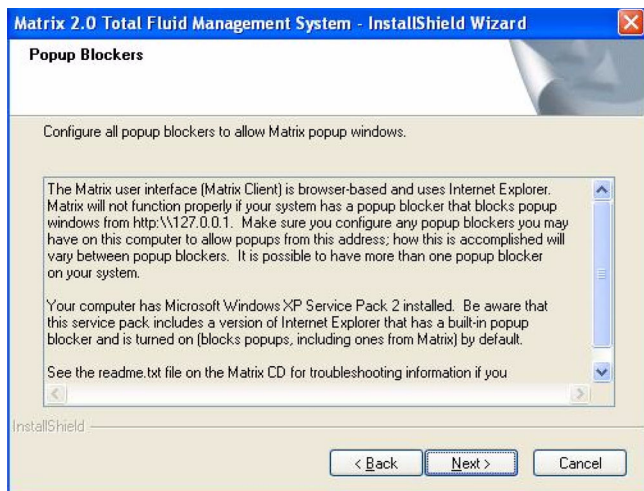 Matrix 2.0 Total Fluid Management System - InstallShield Wizard
Popup Blockers
Configure all popup blockers to allow Matrix popup windows.
The Matrix user interface (Matrix Client) is browser-based and uses Internet Explorer.
Matrix will not function properly if your system has a popup blocker that blocks popup
windows from http:\\127.0.0.1.  Make sure you configure any popup blockers you may
have on this computer to allow popups from this address; how this is accomplished will
vary between popup blockers.  It is possible to have more than one popup blocker
on your system.
Your computer has Microsoft Windows XP Service Pack 2 installed.  Be aware that
this service pack includes a version of Internet Explorer that has a built-in popup
blocker and is turned on (blocks popups, including ones from Matrix) by default.
See the readme.txt file on the Matrix CD for troubleshooting information if you
InstallShield
< Back
Next >
Cancel